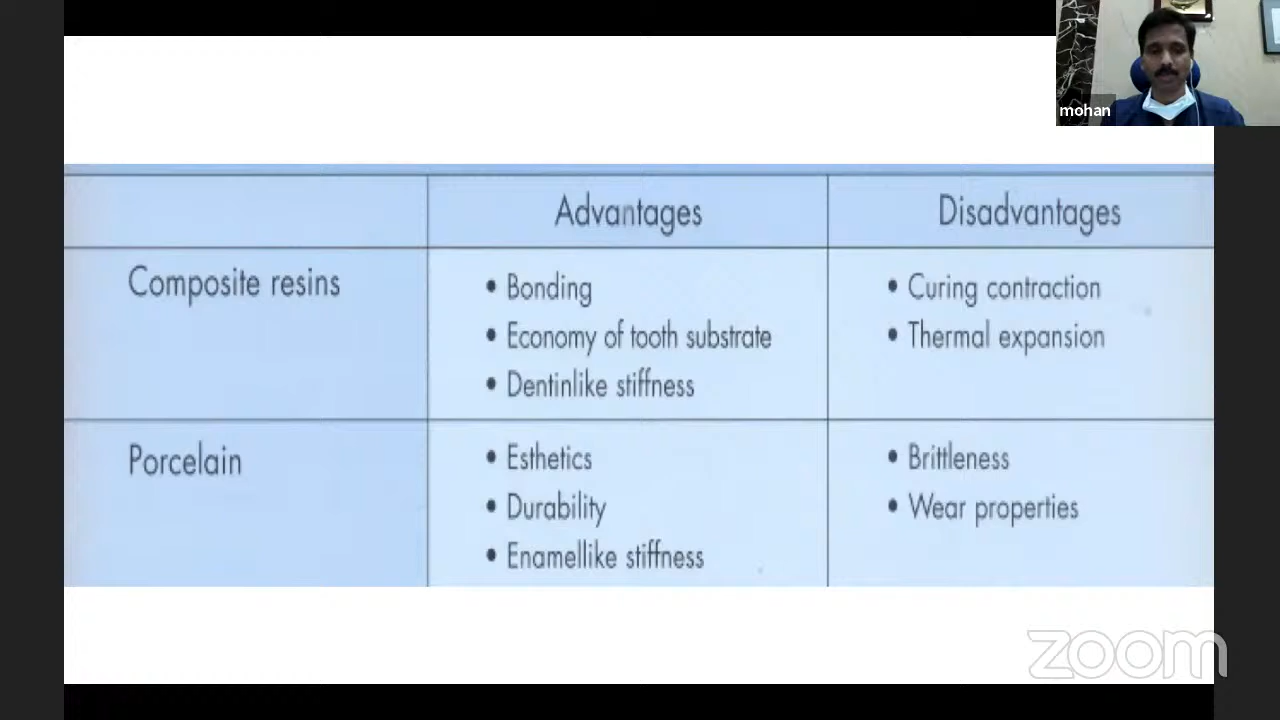 mohan
Advantages
Disadvantages
Composite resins
• Bonding
• Economy of tooth substrate
• Dentinlike stiffness
• Curing contraction
• Thermal expansion
Porcelain
• Esthetics
• Durability
• Enamellike stiffness
• Brittleness
• Wear properties
zoom